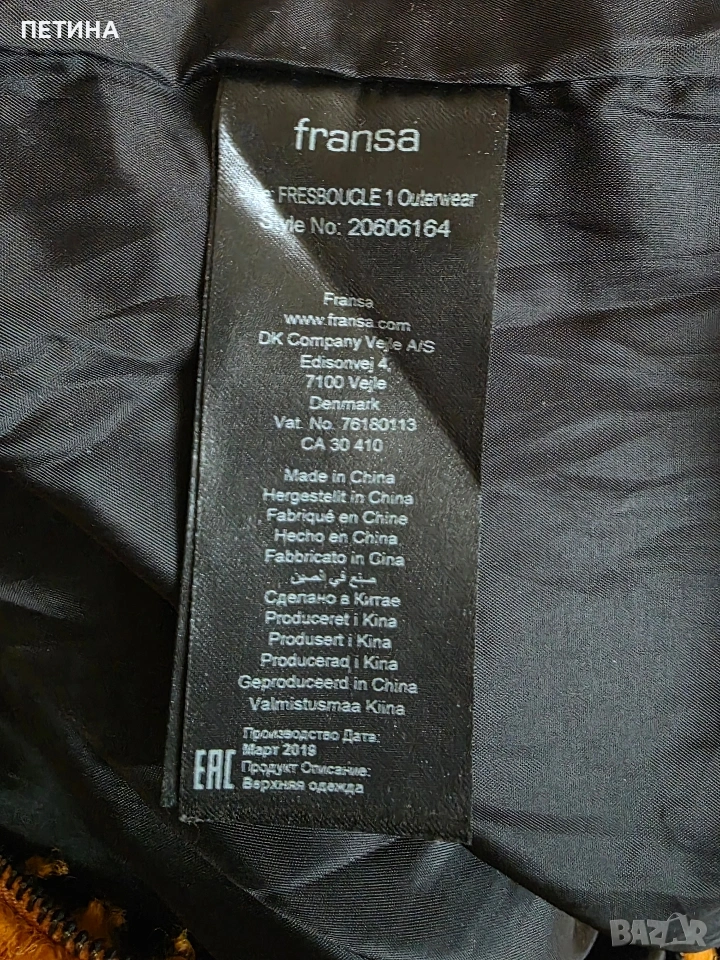 ПЕТИНА
fransa
FRESBOUCLE 1 Outerwear
Style No: 20606164
Fransa
www.fransa.com
DK Company Vejle A/S
Edisonvej 4,
7100 Vejle
Denmark
Vat. No. 76180113
CA 30 410
Made in China
Hergestellt in China
Fabriqué en Chine
Hecho en China
Fabbricato in Cina
صنع في الصين
Сделано в Китае
Produceret i Kina
Produsert i Kina
Producerad i Kina
Geproduceerd in China
Valmistusmaa Kiina
Производство Дата:
Март 2019
EAC Продукт Описание:
Верхняя одежда
BAZAR